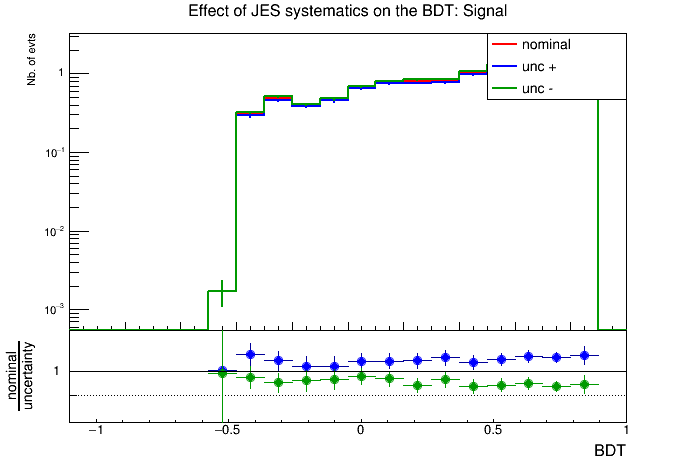 Effect of JES systematics on the BDT: Signal
Nb. of evts
nominal
unc +
unc -
1
10⁻¹
10⁻²
10⁻³
nominal
uncertainty
1
−1
−0.5
0
0.5
1
BDT